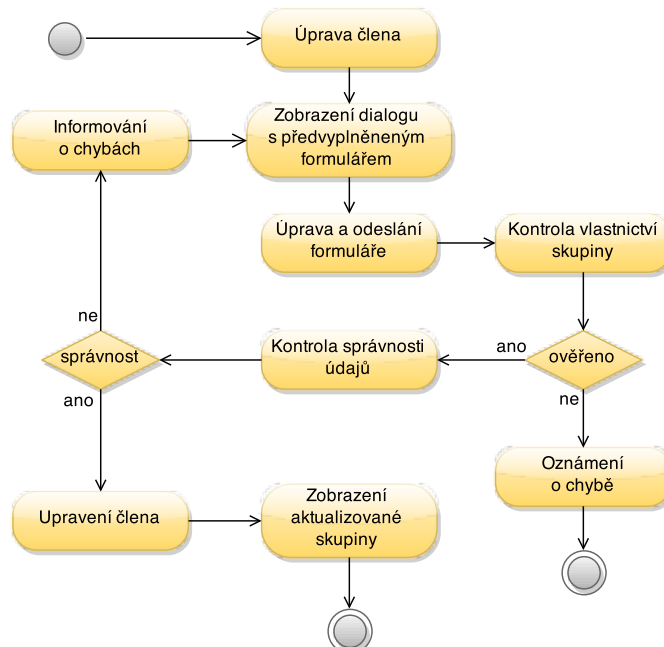 Úprava člena
Informování
o chybách
Zobrazení dialogu
s předvyplněneným
formulářem
Úprava a odeslání
formuláře
Kontrola vlastnictví
skupiny
ne
správnost
ano
Kontrola správnosti
údajů
ano
ověřeno
ne
Upravení člena
Zobrazení
aktualizované
skupiny
Oznámení
o chybě